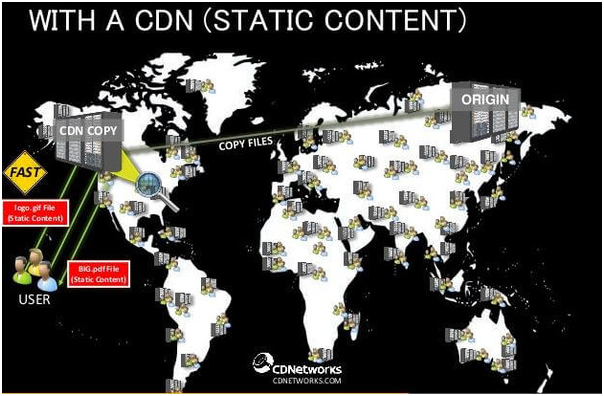 WITH A CDN (STATIC CONTENT)
ORIGIN
CDN COPY
COPY FILES
FAST
logo.gif File
(Static Content)
BIG.pdf File
(Static Content)
USER
CDNetworks
CDNETWORKS.COM